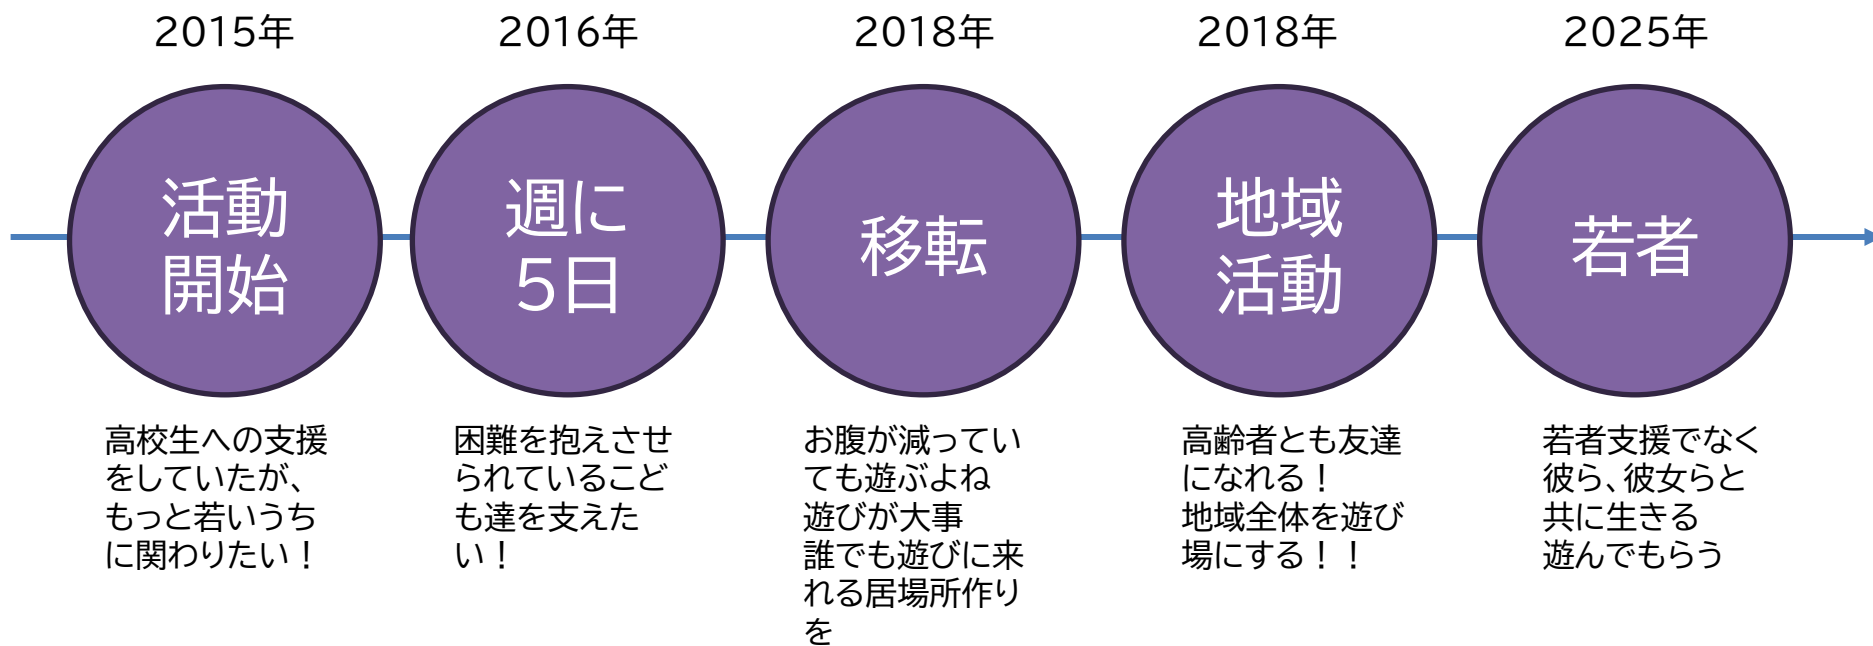 2015年
2016年
2018年
2018年
2025年
活動
開始
週に
5日
移転
地域
活動
若者
高校生への支援
をしていたが、
もっと若いうち
に関わりたい！
困難を抱えさせ
られているこど
も達を支えた
い！
お腹が減ってい
ても遊ぶよね
遊びが大事
誰でも遊びに来
れる居場所作り
を
高齢者とも友達
になれる！
地域全体を遊び
場にする！！
若者支援でなく
彼ら、彼女らと
共に生きる
遊んでもらう